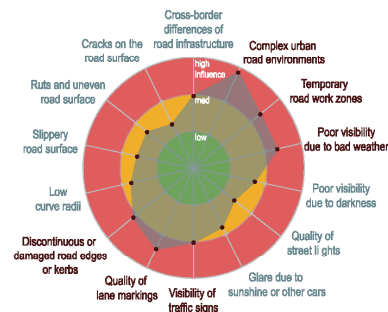 Cross-border
differences of
road infrastructure
Complex urban
road environments
Temporary
road work zones
Poor visibility
due to bad weather
Poor visibility
due to darkness
Quality of
street li ghts
Glare due to
sunshine or other cars
Visibility of
traffic signs
Quality of
lane markings
Discontinuous or
damaged road edges
or kerbs
Low
curve radii
Slippery
road surface
Ruts and uneven
road surface
Cracks on the
road surface
high
influence
med
low